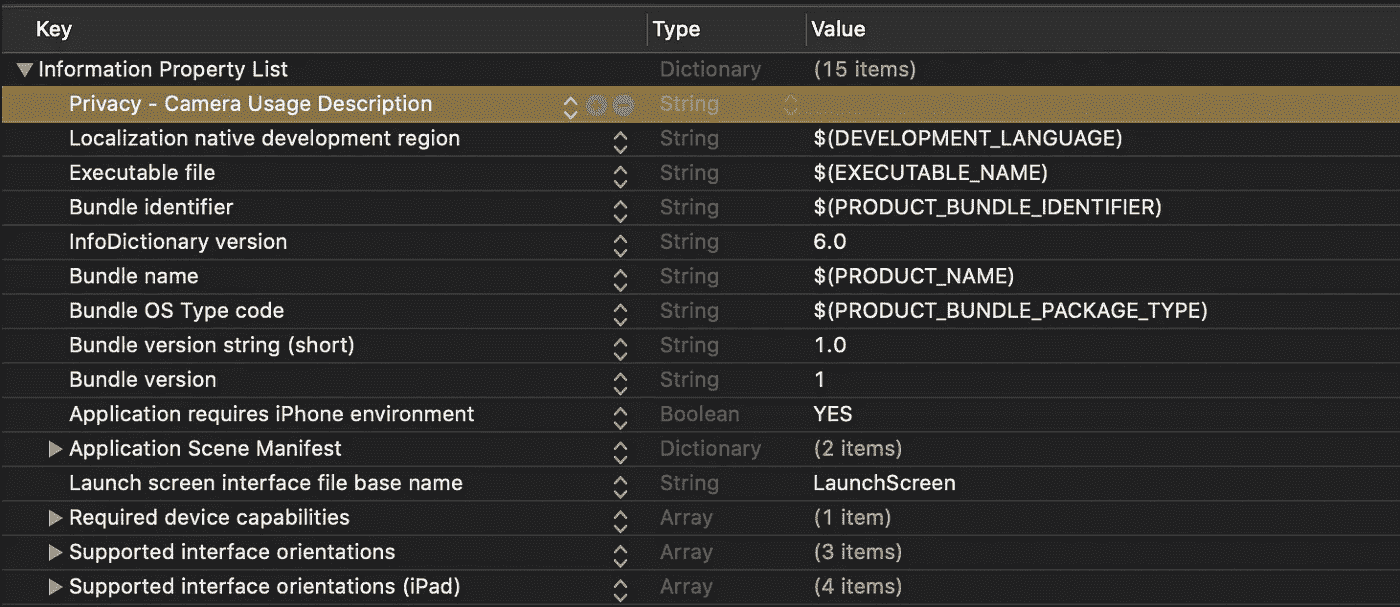 Key Type Value
Information Property List Dictionary (15 items)
Privacy - Camera Usage Description String
Localization native development region String $(DEVELOPMENT_LANGUAGE)
Executable file String $(EXECUTABLE_NAME)
Bundle identifier String $(PRODUCT_BUNDLE_IDENTIFIER)
InfoDictionary version String 6.0
Bundle name String $(PRODUCT_NAME)
Bundle OS Type code String $(PRODUCT_BUNDLE_PACKAGE_TYPE)
Bundle version string (short) String 1.0
Bundle version String 1
Application requires iPhone environment Boolean YES
Application Scene Manifest Dictionary (2 items)
Launch screen interface file base name String LaunchScreen
Required device capabilities Array (1 item)
Supported interface orientations Array (3 items)
Supported interface orientations (iPad) Array (4 items)